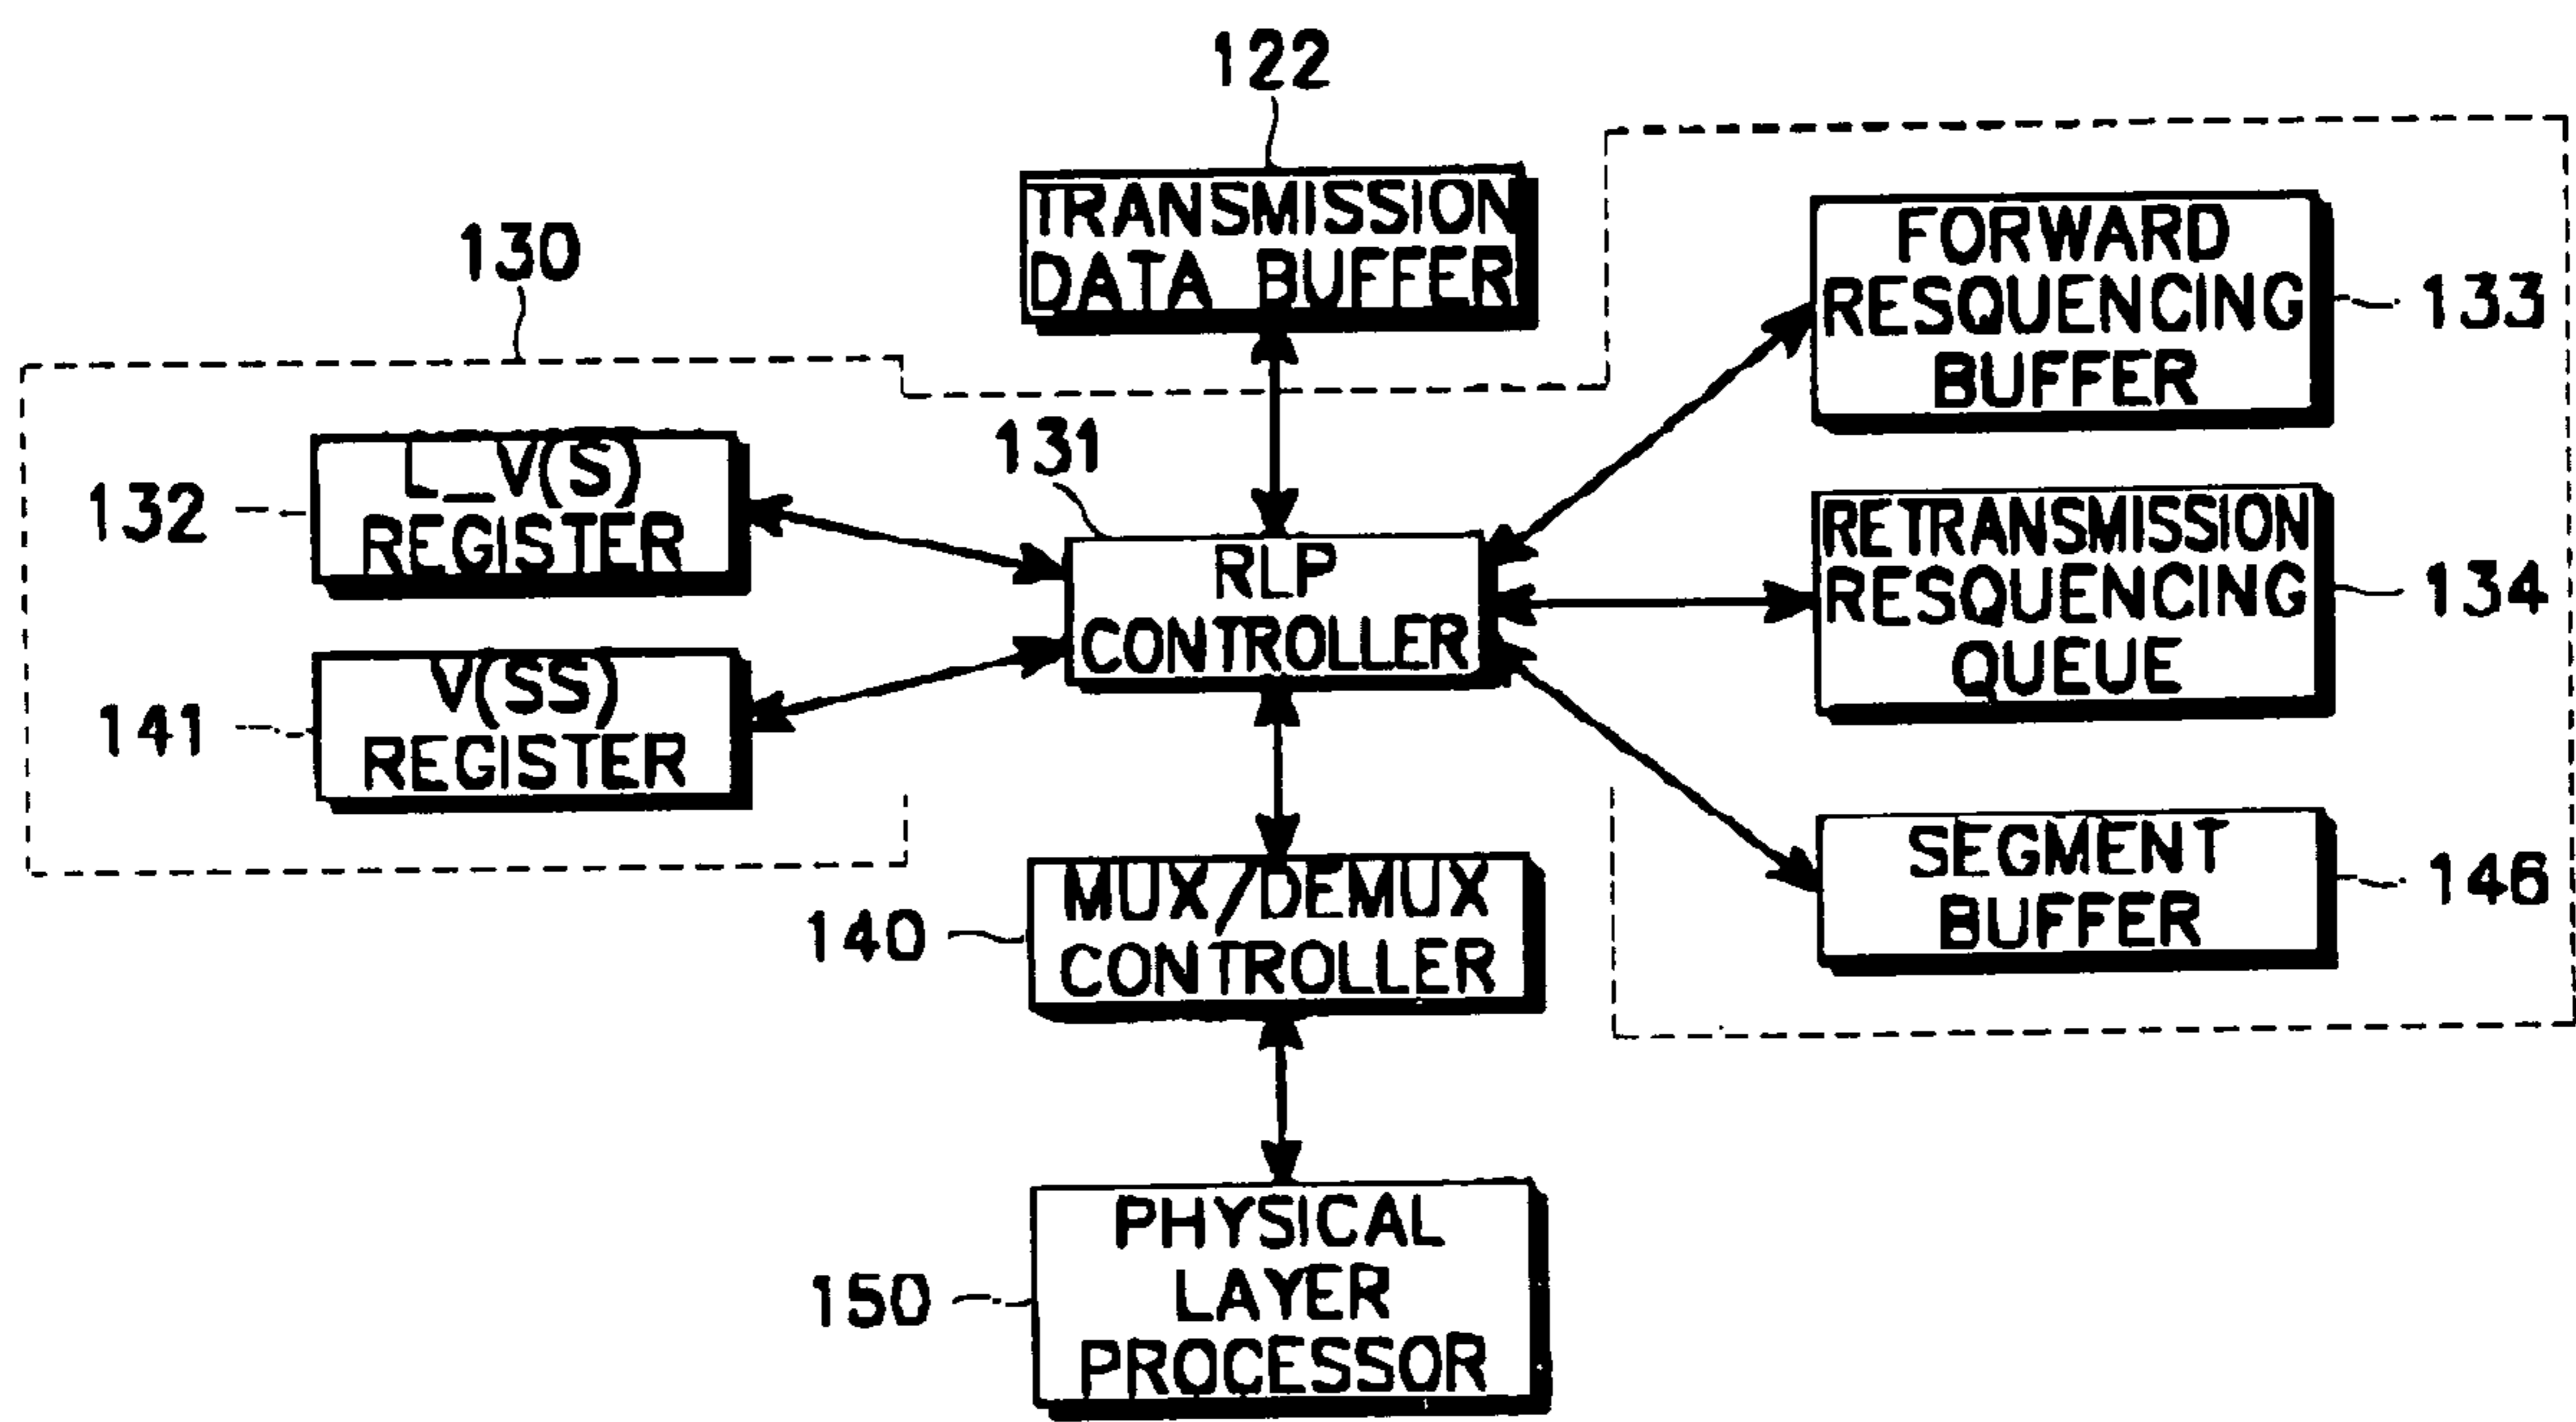 122
TRANSMISSION
DATA BUFFER
130
FORWARD
RESQUENCING
BUFFER
133
132
L_V(S)
REGISTER
131
RLP
CONTROLLER
RETRANSMISSION
RESQUENCING
QUEUE
134
141
V(SS)
REGISTER
140
MUX/DEMUX
CONTROLLER
SEGMENT
BUFFER
146
150
PHYSICAL
LAYER
PROCESSOR